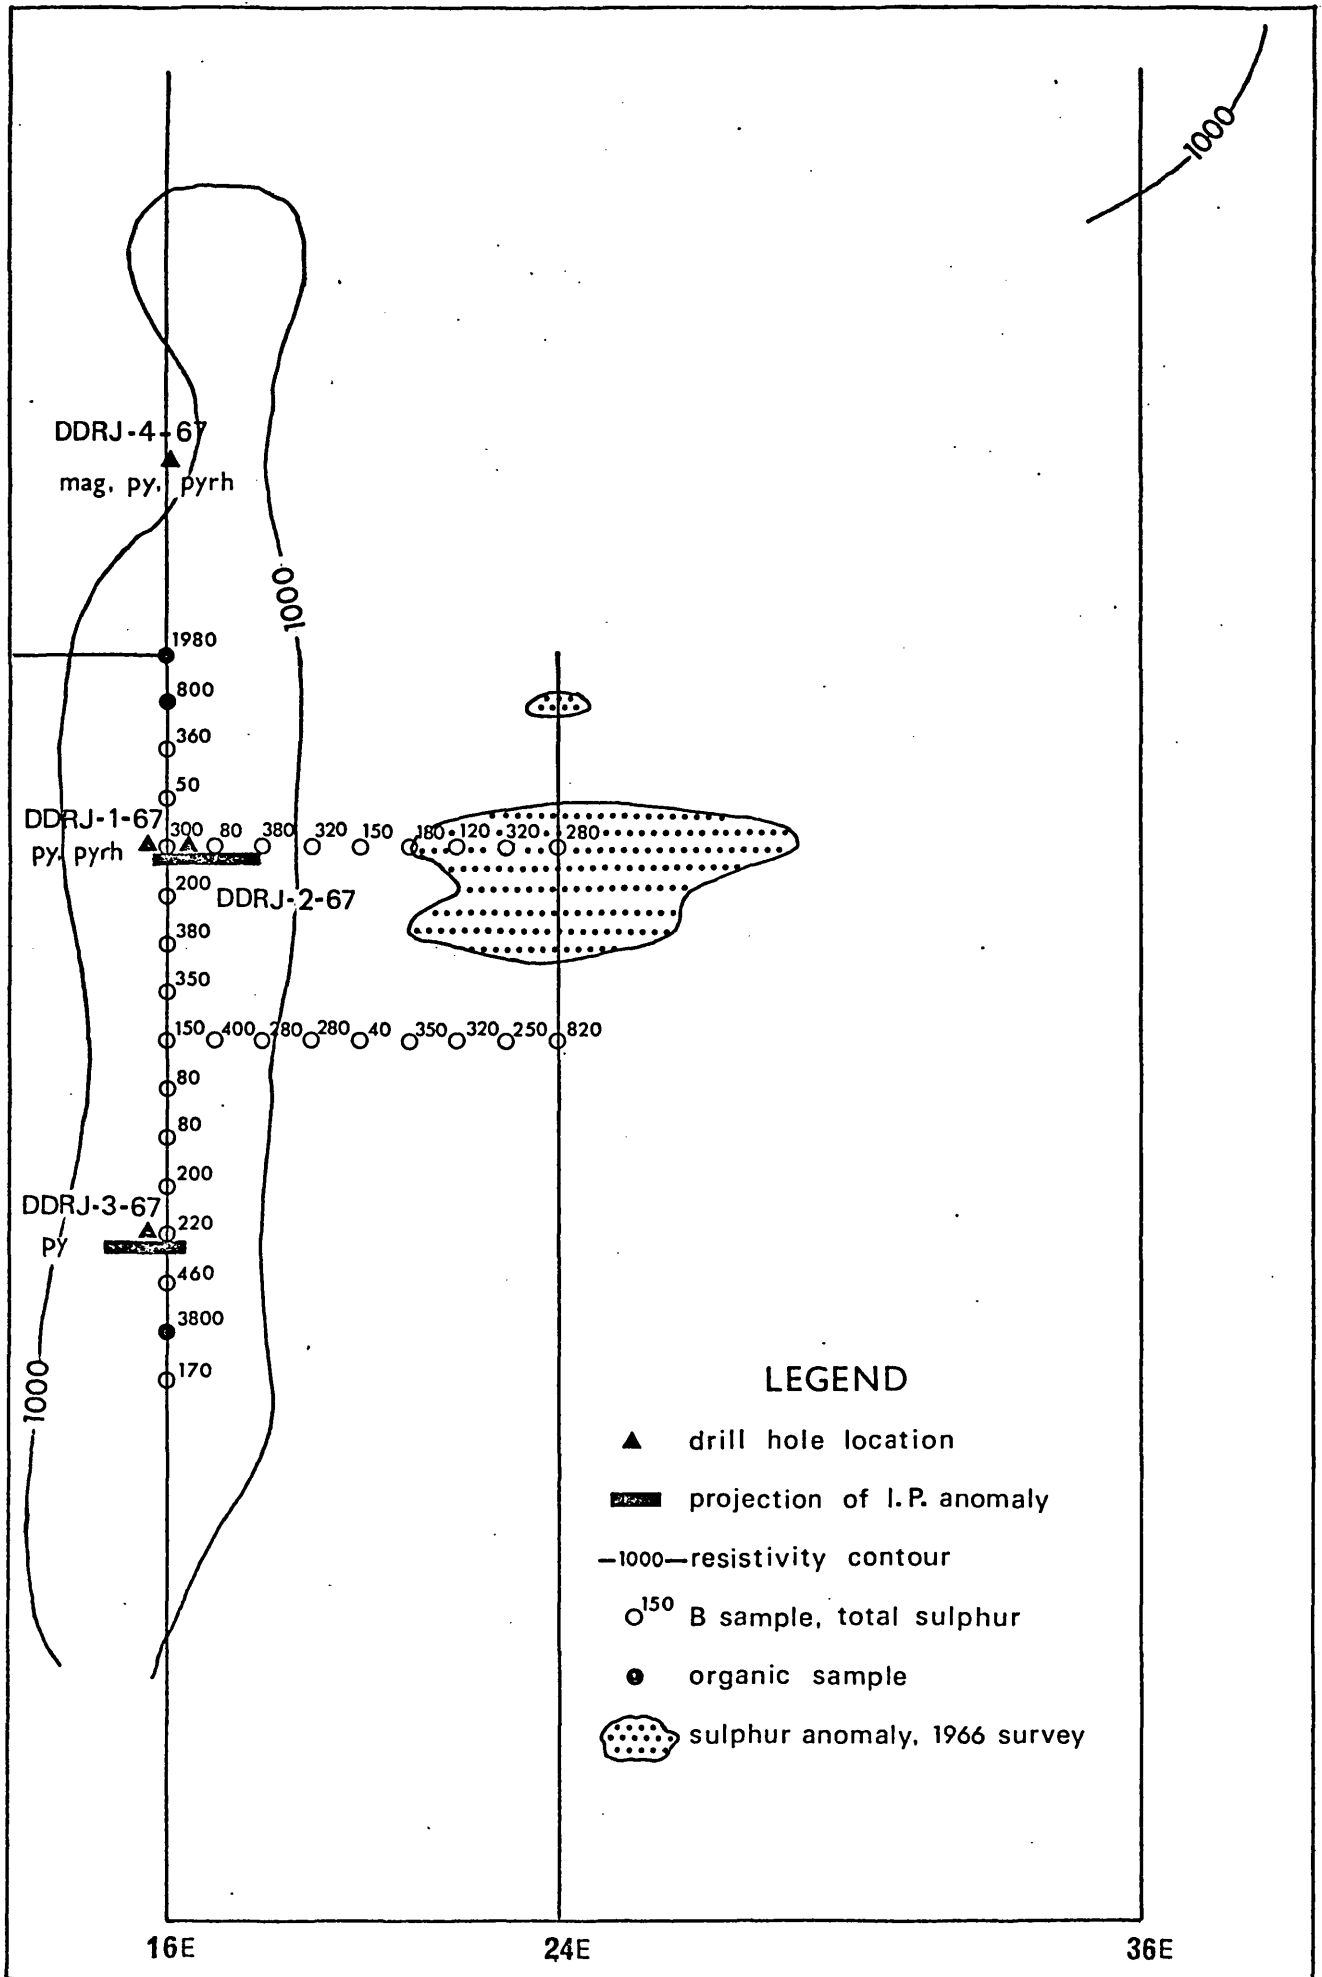 1000
DDRJ-4-67
mag, py, pyrh
1000
1980
800
360
50
DDRJ-1-67
300 80 380 320 150 180 120 320 280
py, pyrh
200
DDRJ-2-67
380
350
150 400 280 280 40 350 320 250 820
80
80
200
DDRJ-3-67
220
py
460
3800
1000
170
LEGEND
drill hole location
projection of I.P. anomaly
-1000- resistivity contour
150 B sample, total sulphur
organic sample
sulphur anomaly, 1966 survey
16E 24E 36E